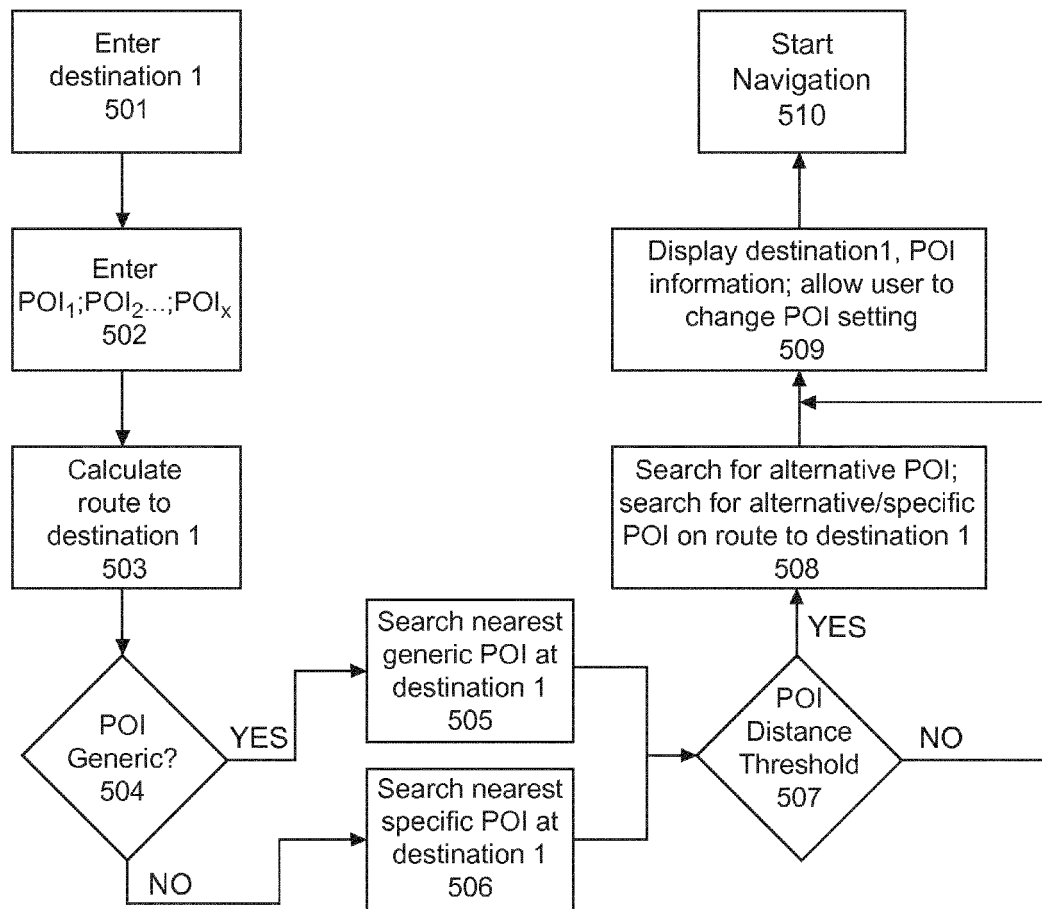 Enter
destination 1
501
Enter
POI₁;POI₂...;POIₓ
502
Calculate
route to
destination 1
503
POI
Generic?
504
YES
NO
Search nearest
generic POI at
destination 1
505
Search nearest
specific POI at
destination 1
506
POI
Distance
Threshold
507
YES
NO
Search for alternative POI;
search for alternative/specific
POI on route to destination 1
508
Display destination1, POI
information; allow user to
change POI setting
509
Start
Navigation
510